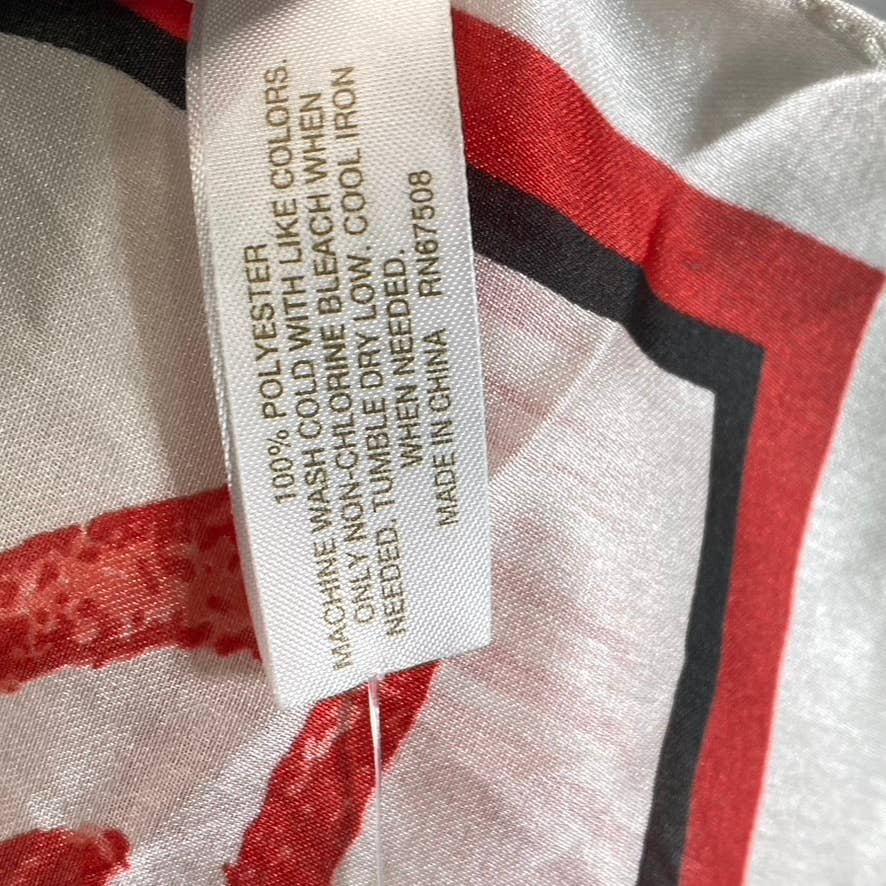 100% POLYESTER
MACHINE WASH COLD WITH LIKE COLORS.
ONLY NON-CHLORINE BLEACH WHEN
NEEDED. TUMBLE DRY LOW. COOL IRON
WHEN NEEDED.
MADE IN CHINA RN67508